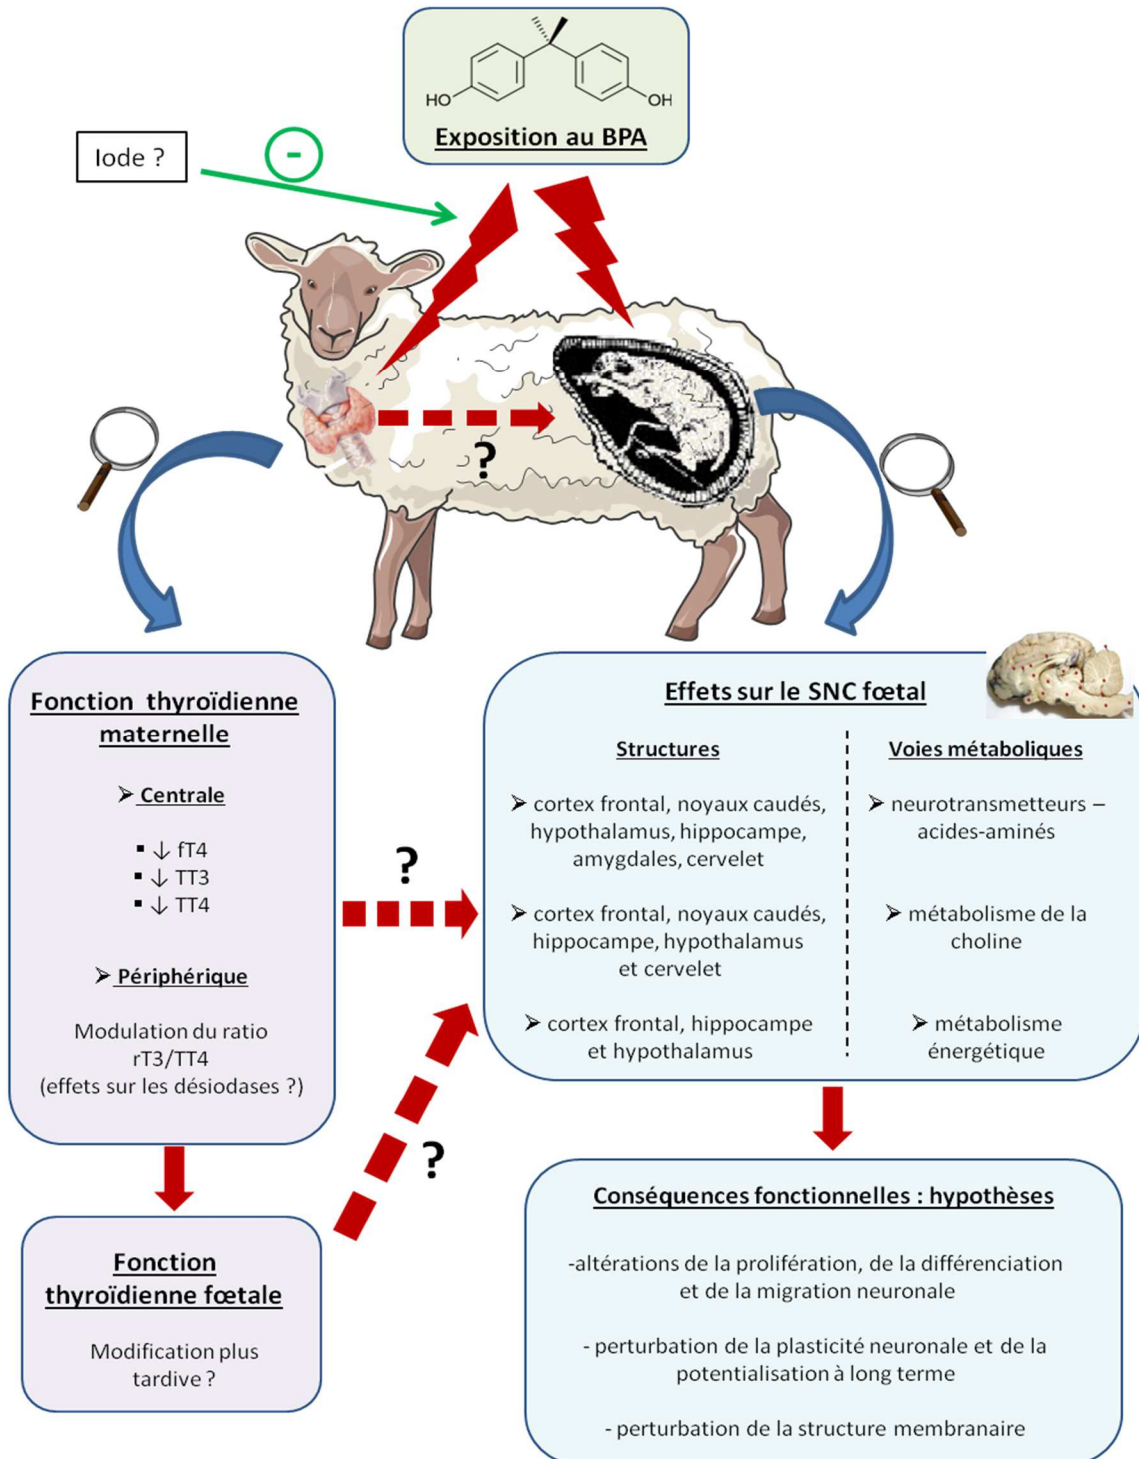 HO
OH
Exposition au BPA
Iode ?
-
?
Fonction thyroïdienne
maternelle
➢ Centrale
▪ ↓ fT4
▪ ↓ TT3
▪ ↓ TT4
➢ Périphérique
Modulation du ratio
rT3/TT4
(effets sur les désiodases ?)
?
?
Fonction
thyroïdienne fœtale
Modification plus
tardive ?
Effets sur le SNC fœtal
Structures
➢ cortex frontal, noyaux caudés,
hypothalamus, hippocampe,
amygdales, cervelet
➢ cortex frontal, noyaux caudés,
hippocampe, hypothalamus
et cervelet
➢ cortex frontal, hippocampe
et hypothalamus
Voies métaboliques
➢ neurotransmetteurs –
acides-aminés
➢ métabolisme de la
choline
➢ métabolisme
énergétique
Conséquences fonctionnelles : hypothèses
-altérations de la prolifération, de la différenciation
et de la migration neuronale
- perturbation de la plasticité neuronale et de la
potentialisation à long terme
- perturbation de la structure membranaire